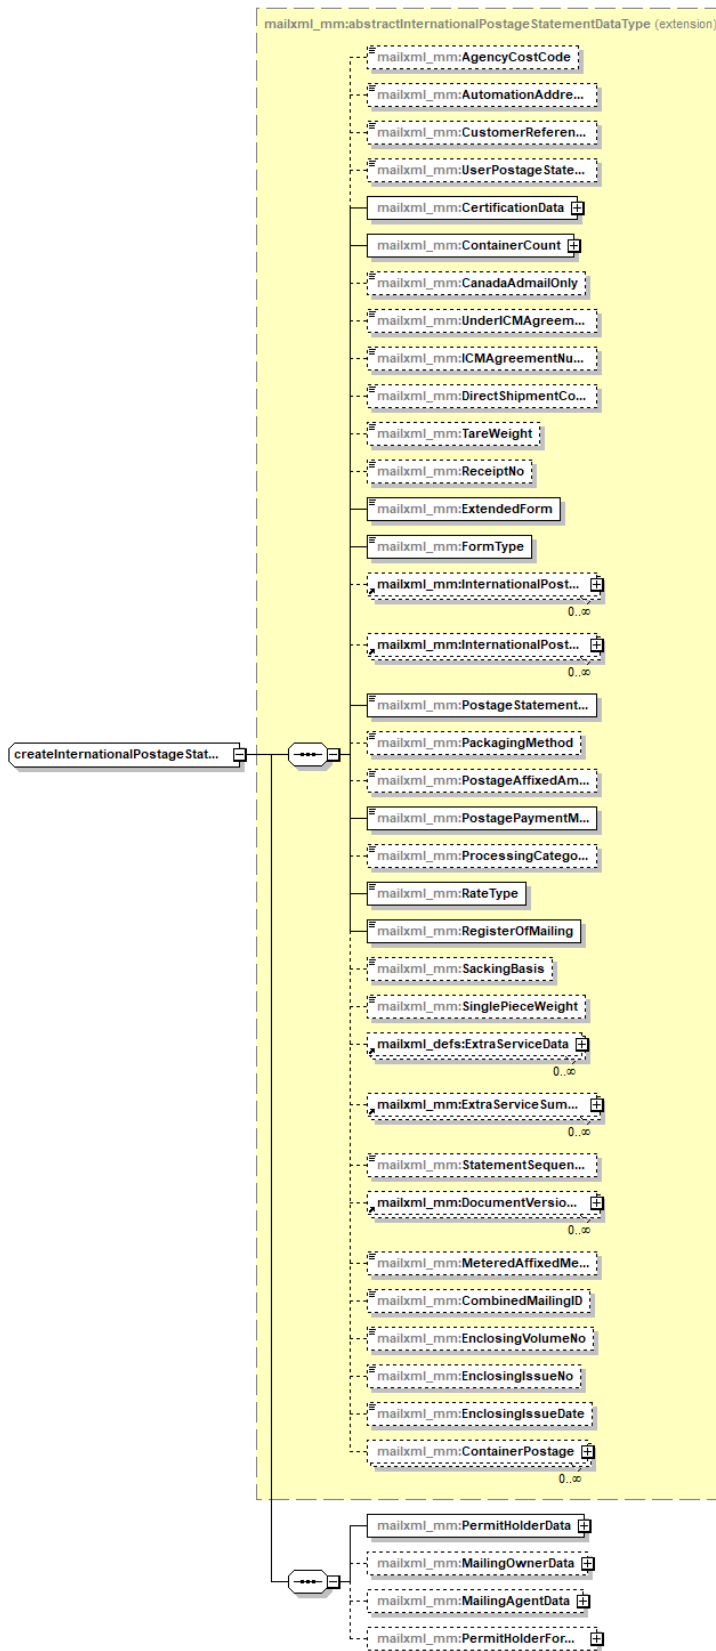 mailxml_mm:abstractInternationalPostageStatementDataType (extension)
mailxml_mm:AgencyCostCode
mailxml_mm:AutomationAddre...
mailxml_mm:CustomerReferen...
mailxml_mm:UserPostageState...
mailxml_mm:CertificationData
mailxml_mm:ContainerCount
mailxml_mm:CanadaAdmailOnly
mailxml_mm:UnderICMAgreem...
mailxml_mm:ICMAgreementNu...
mailxml_mm:DirectShipmentCo...
mailxml_mm:TareWeight
mailxml_mm:ReceiptNo
mailxml_mm:ExtendedForm
mailxml_mm:FormType
mailxml_mm:InternationalPost...
0..∞
mailxml_mm:InternationalPost...
0..∞
mailxml_mm:PostageStatement...
createInternationalPostageStat...
mailxml_mm:PackagingMethod
mailxml_mm:PostageAffixedAm...
mailxml_mm:PostagePaymentM...
mailxml_mm:ProcessingCatego...
mailxml_mm:RateType
mailxml_mm:RegisterOfMailing
mailxml_mm:SackingBasis
mailxml_mm:SinglePieceWeight
mailxml_defs:ExtraServiceData
0..∞
mailxml_mm:ExtraServiceSum...
0..∞
mailxml_mm:StatementSequen...
mailxml_mm:DocumentVersio...
0..∞
mailxml_mm:MeteredAffixedMe...
mailxml_mm:CombinedMailingID
mailxml_mm:EnclosingVolumeNo
mailxml_mm:EnclosingIssueNo
mailxml_mm:EnclosingIssueDate
mailxml_mm:ContainerPostage
0..∞
mailxml_mm:PermitHolderData
mailxml_mm:MailingOwnerData
mailxml_mm:MailingAgentData
mailxml_mm:PermitHolderFor...